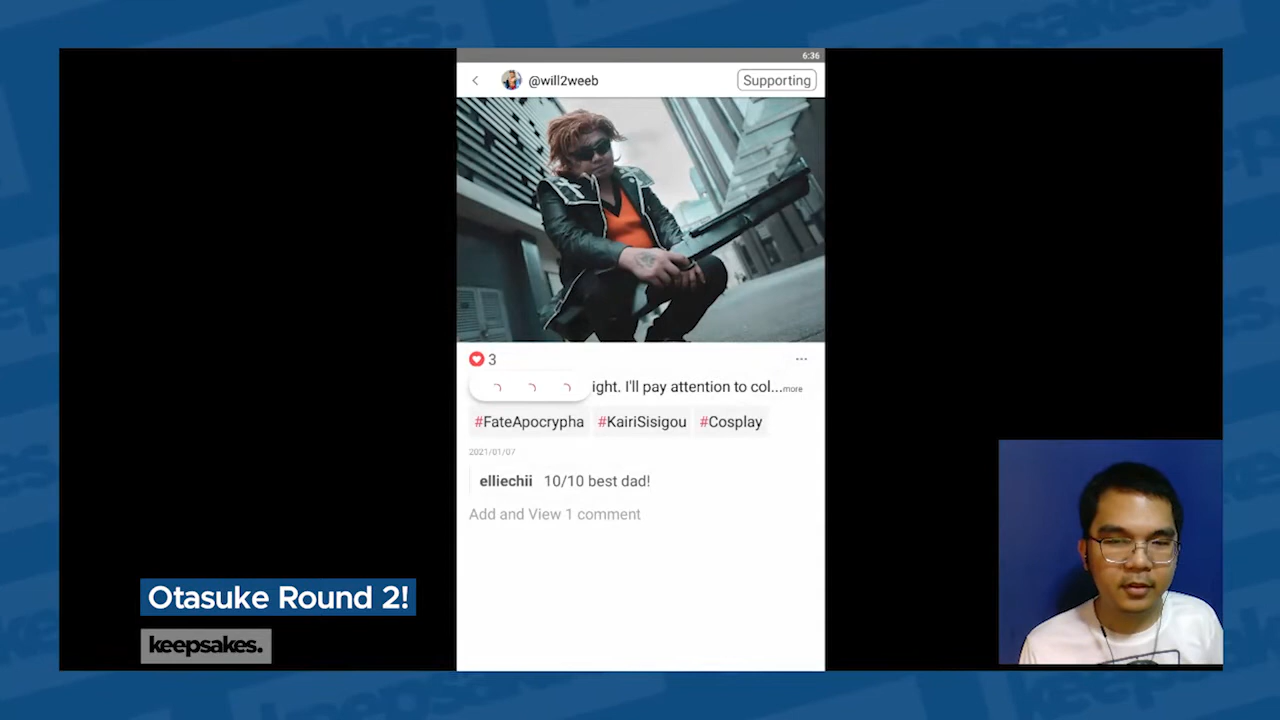 6:36
@will2weeb
Supporting
3
ight. I'll pay attention to col...more
#FateApocrypha #KairiSisigou #Cosplay
2021/01/07
elliechii 10/10 best dad!
Add and View 1 comment
Otasuke Round 2!
keepsakes.